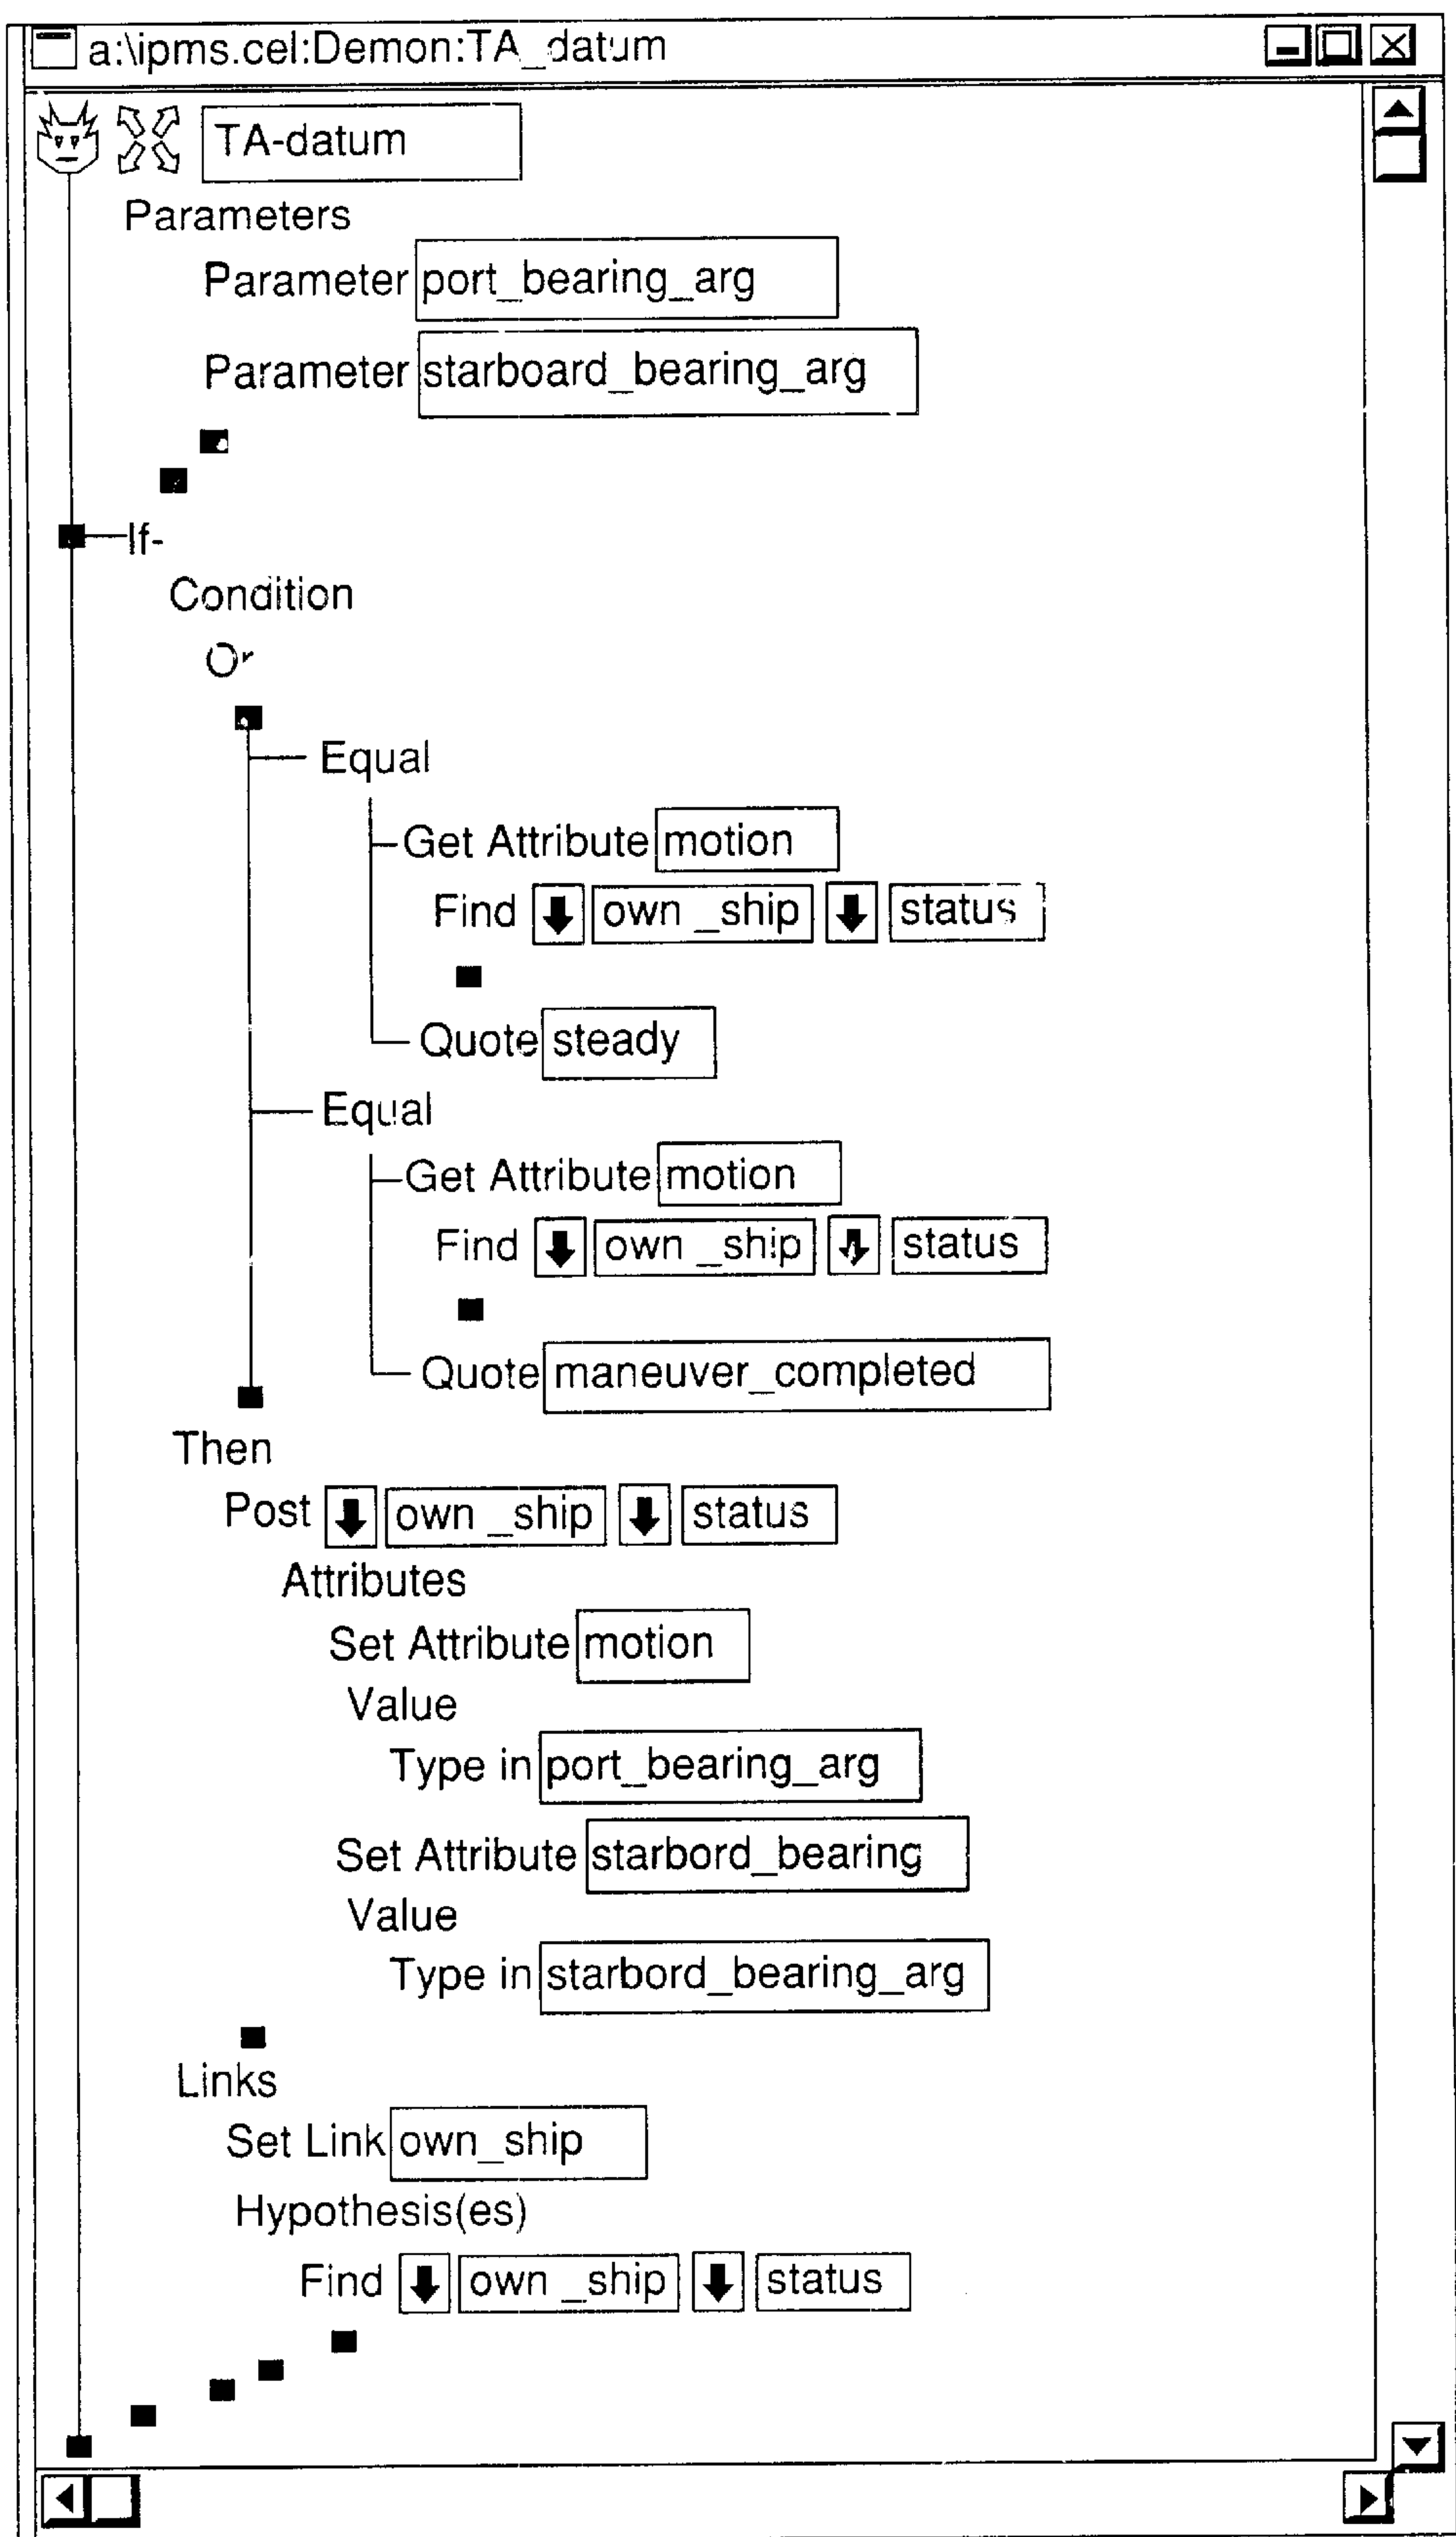 a:\ipms.cel:Demon:TA_datum
TA-datum
Parameters
Parameter port_bearing_arg
Parameter starboard_bearing_arg
If-
Condition
Or
Equal
Get Attribute motion
Find own _ship status
Quote steady
Equal
Get Attribute motion
Find own _ship status
Quote maneuver_completed
Then
Post own _ship status
Attributes
Set Attribute motion
Value
Type in port_bearing_arg
Set Attribute starbord_bearing
Value
Type in starbord_bearing_arg
Links
Set Link own_ship
Hypothesis(es)
Find own _ship status